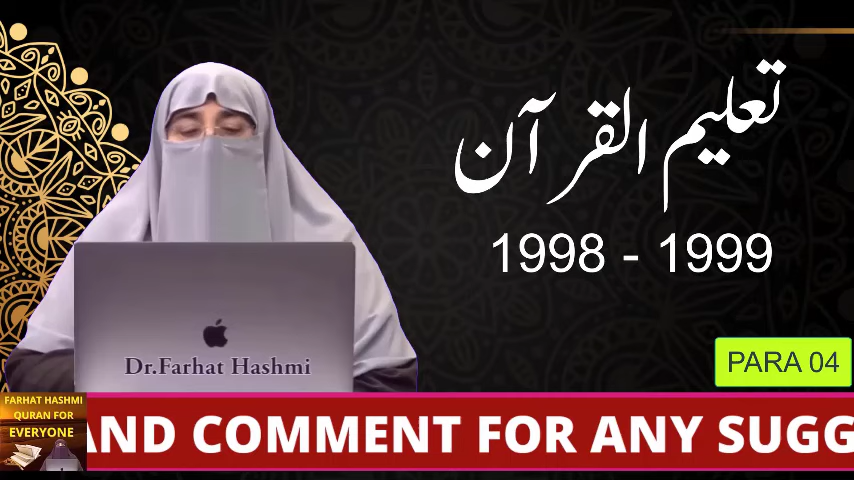 تعلیم القرآن
1998 - 1999
Dr.Farhat Hashmi
PARA 04
FARHAT HASHMI
QURAN FOR
EVERYONE
AND COMMENT FOR ANY SUGG